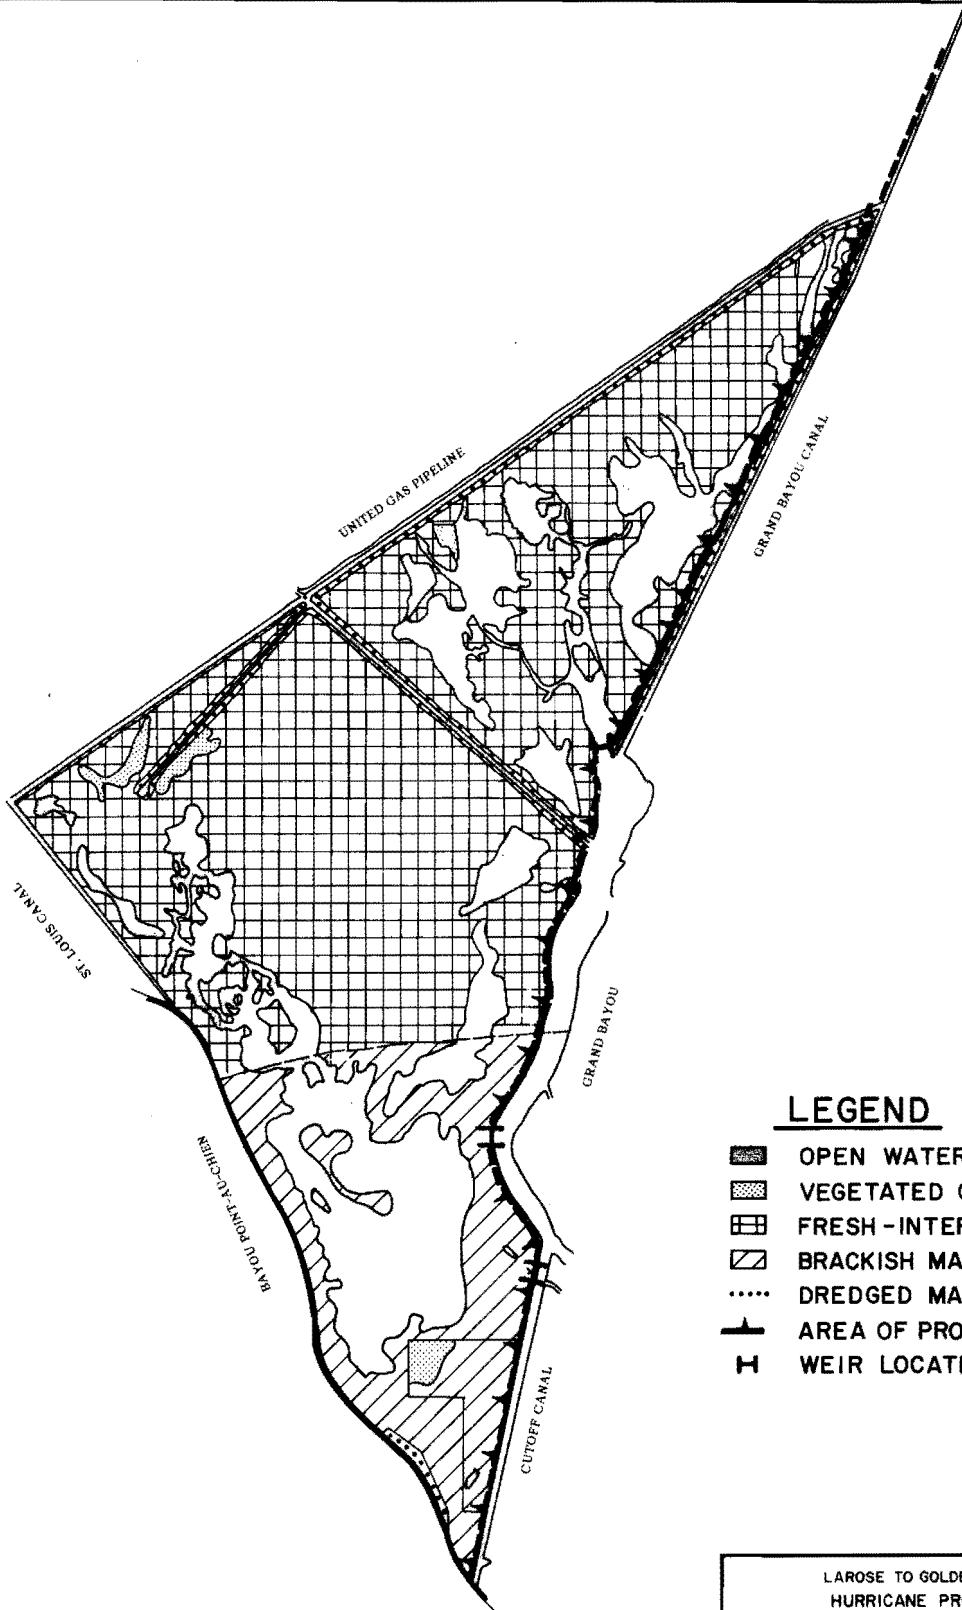 UNITED GAS PIPELINE
GRAND BAYOU CANAL
ST. LOUIS CANAL
GRAND BAYOU
BAYOU POINT-AU-CHIEN
CUTOFF CANAL
LEGEND
OPEN WATER
VEGETATED
FRESH-INTER
BRACKISH MA
DREDGED MA
AREA OF PRO
WEIR LOCATI
LAROSE TO GOLDE
HURRICANE PR